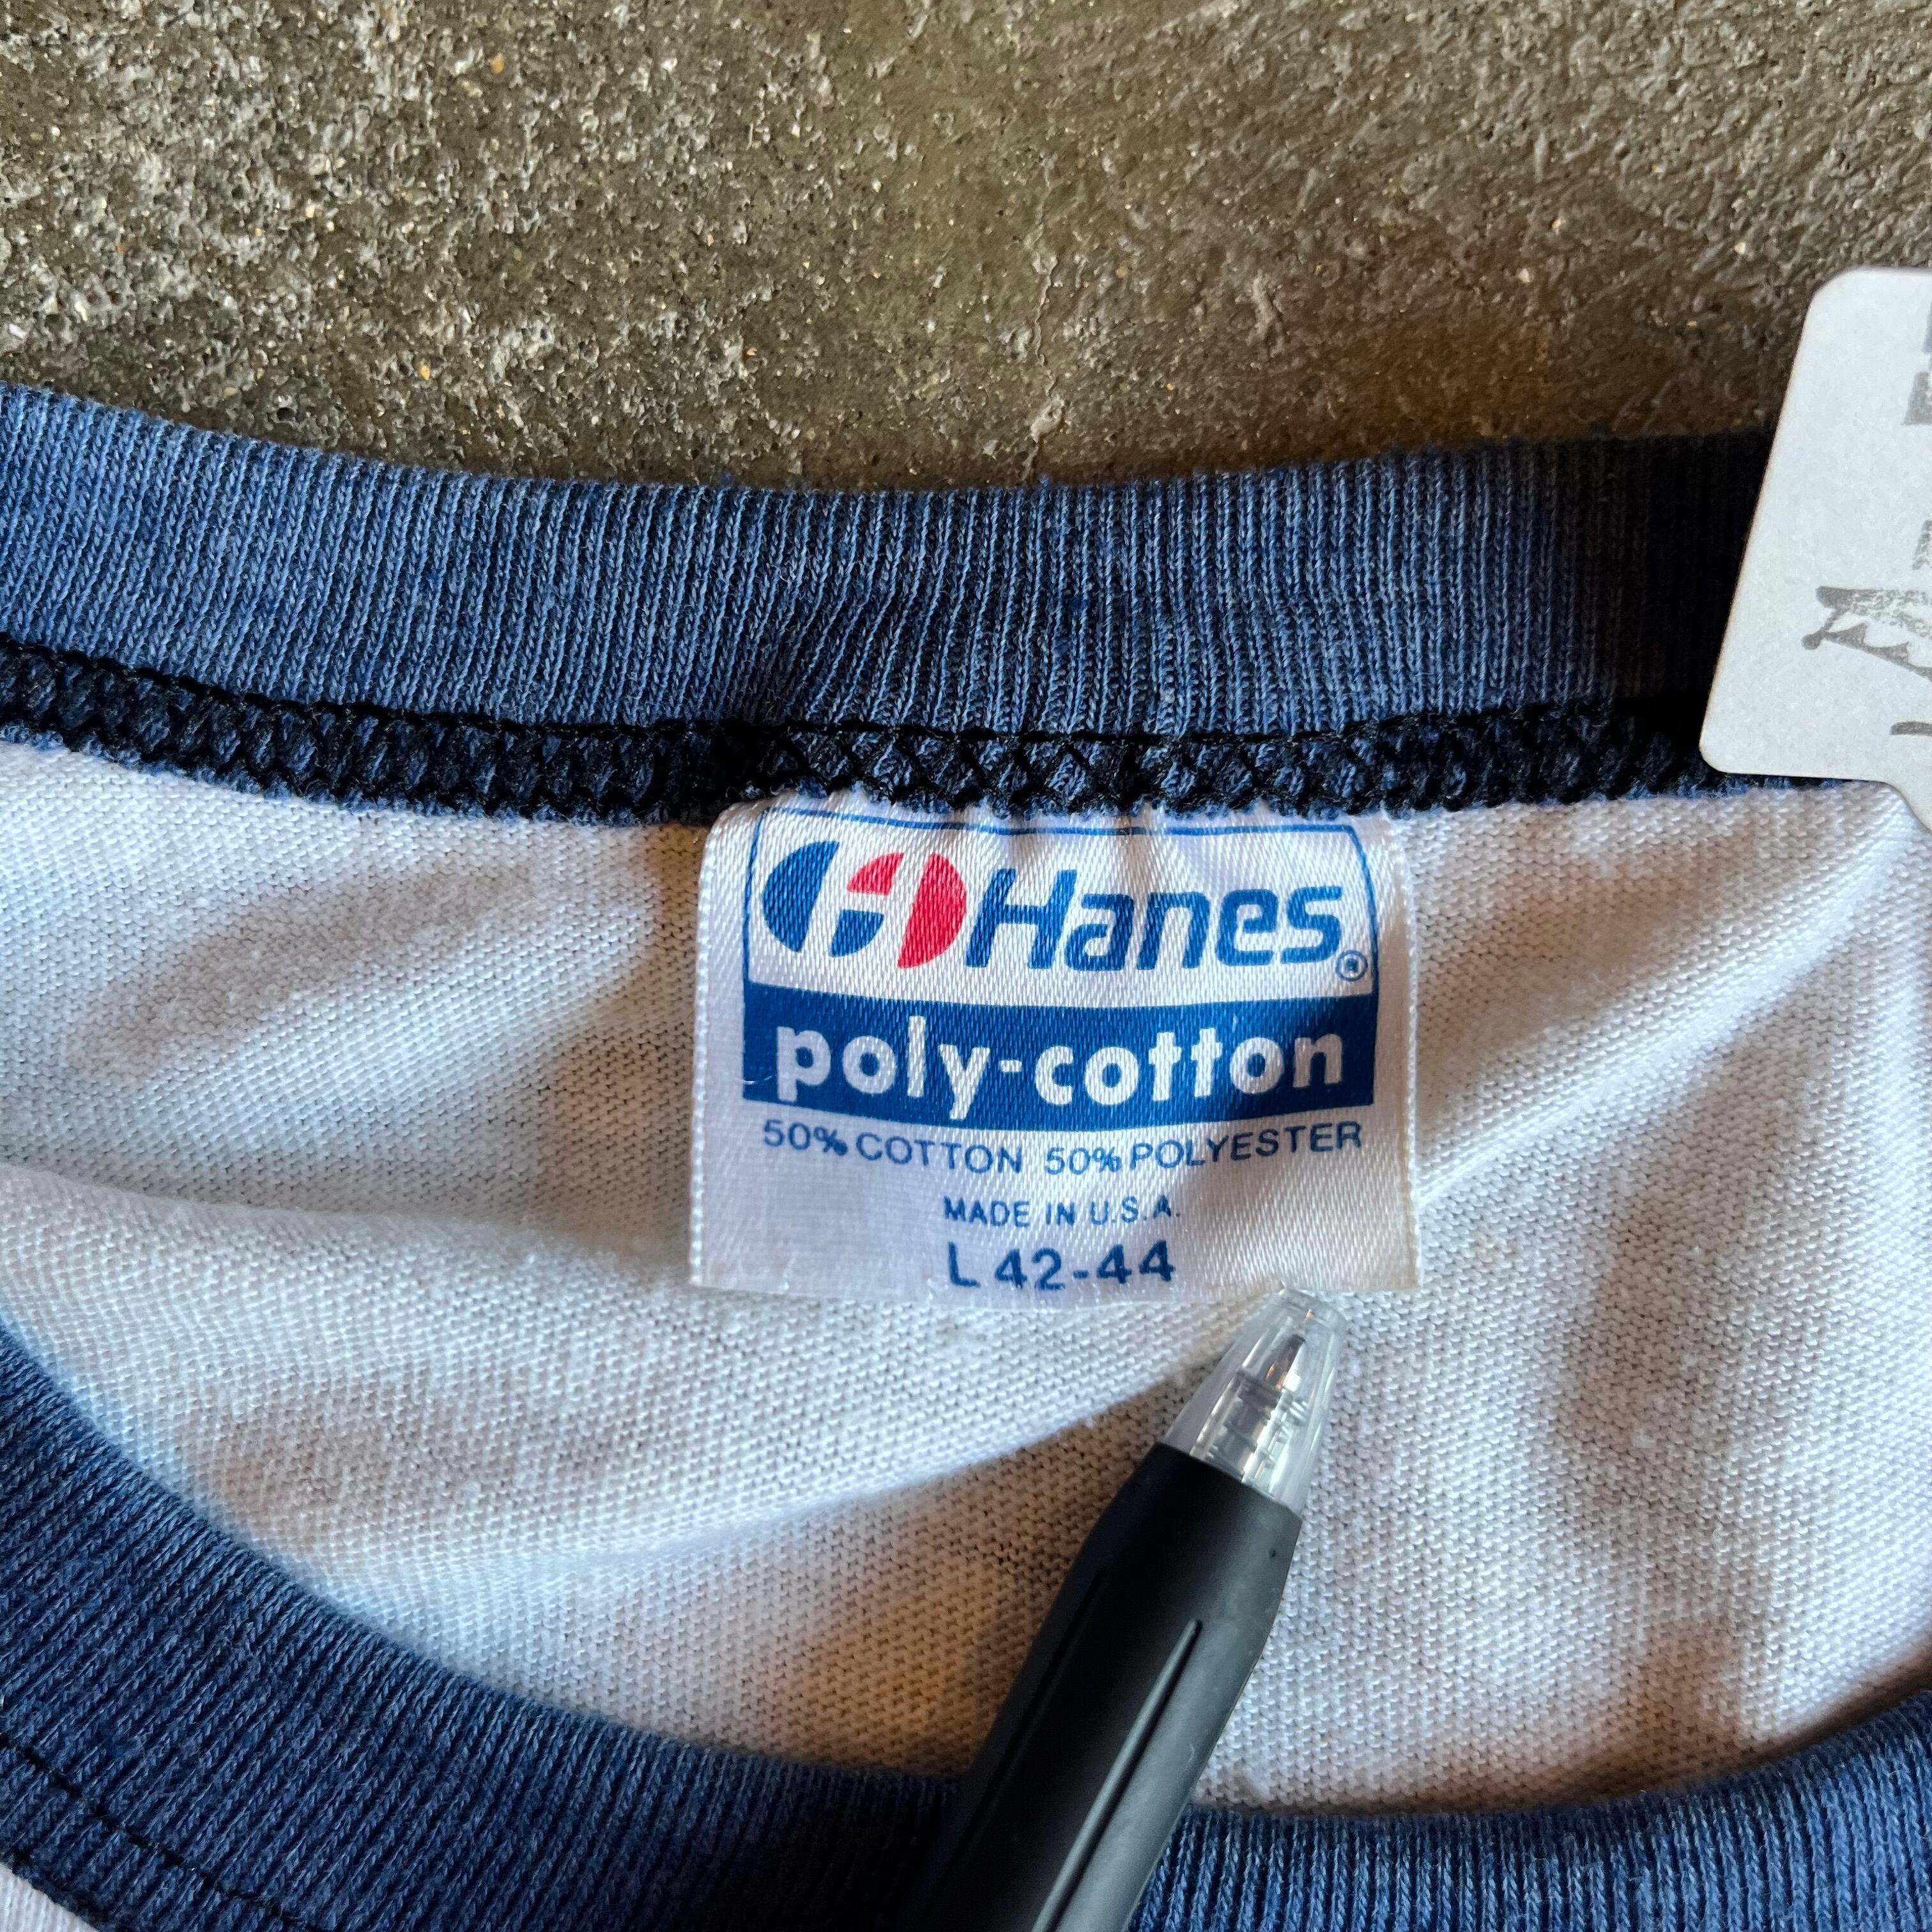 Hanes®
poly-cotton
50% COTTON 50% POLYESTER
MADE IN U.S.A.
L 42-44